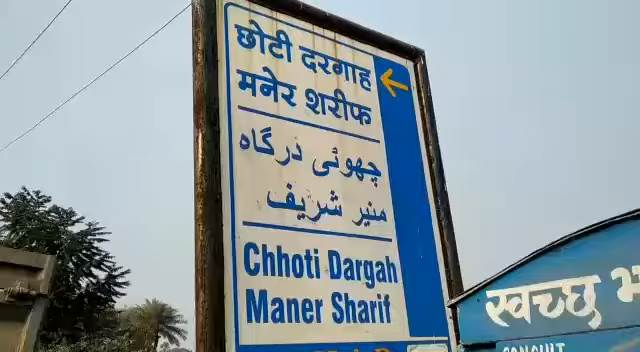 छोटी दरगाह
मनेर शरीफ
چھوٹی درگاہ
منیر شریف
Chhoti Dargah
Maner Sharif
स्वच्छ